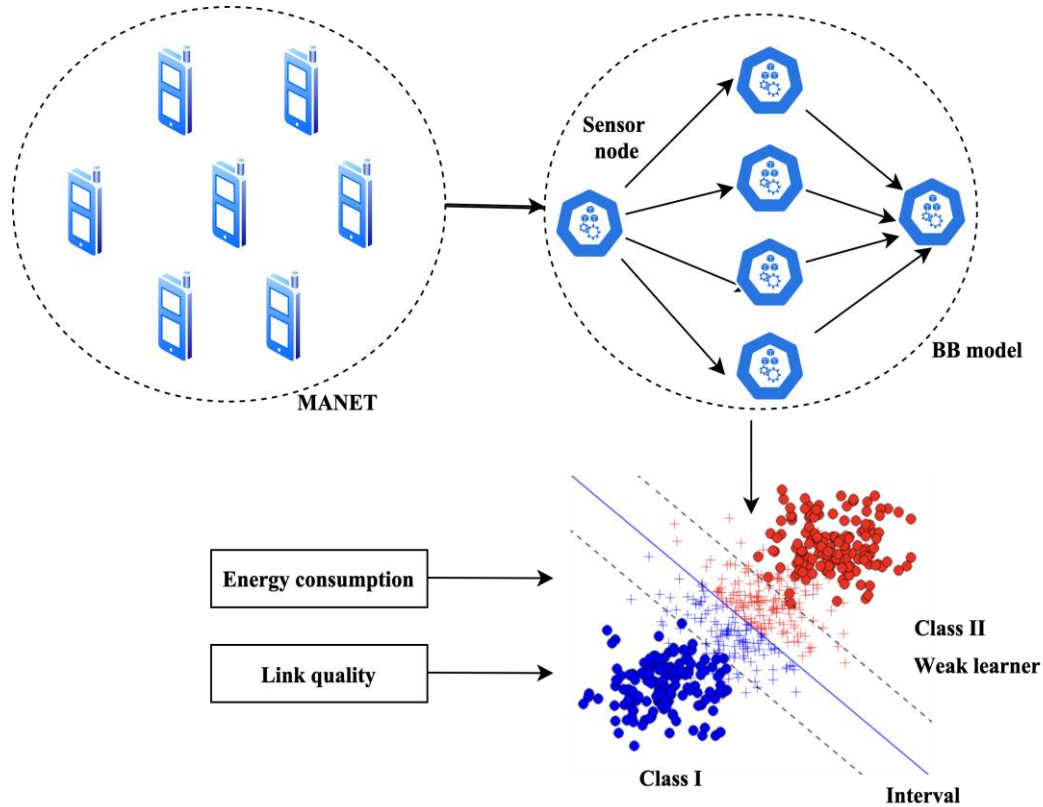 Sensor
node
BB model
MANET
Energy consumption
Link quality
Class II
Weak learner
Class I
Interval